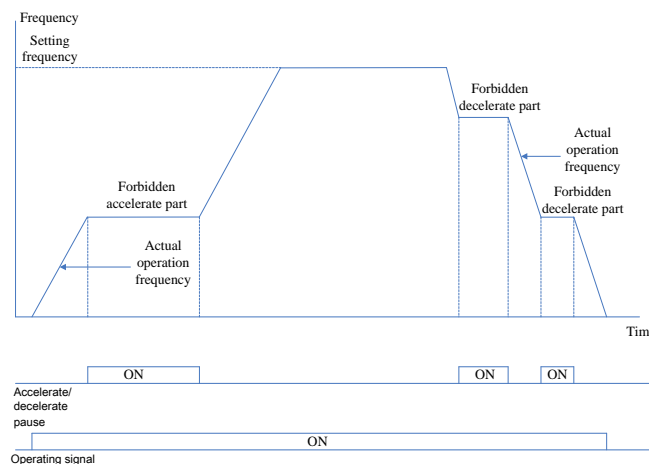 Frequency
Setting
frequency
Forbidden
decelerate part
Actual
operation
frequency
Forbidden
accelerate part
Forbidden
decelerate part
Actual
operation
frequency
Tim
ON
ON
ON
Accelerate/
decelerate
pause
ON
Operating signal